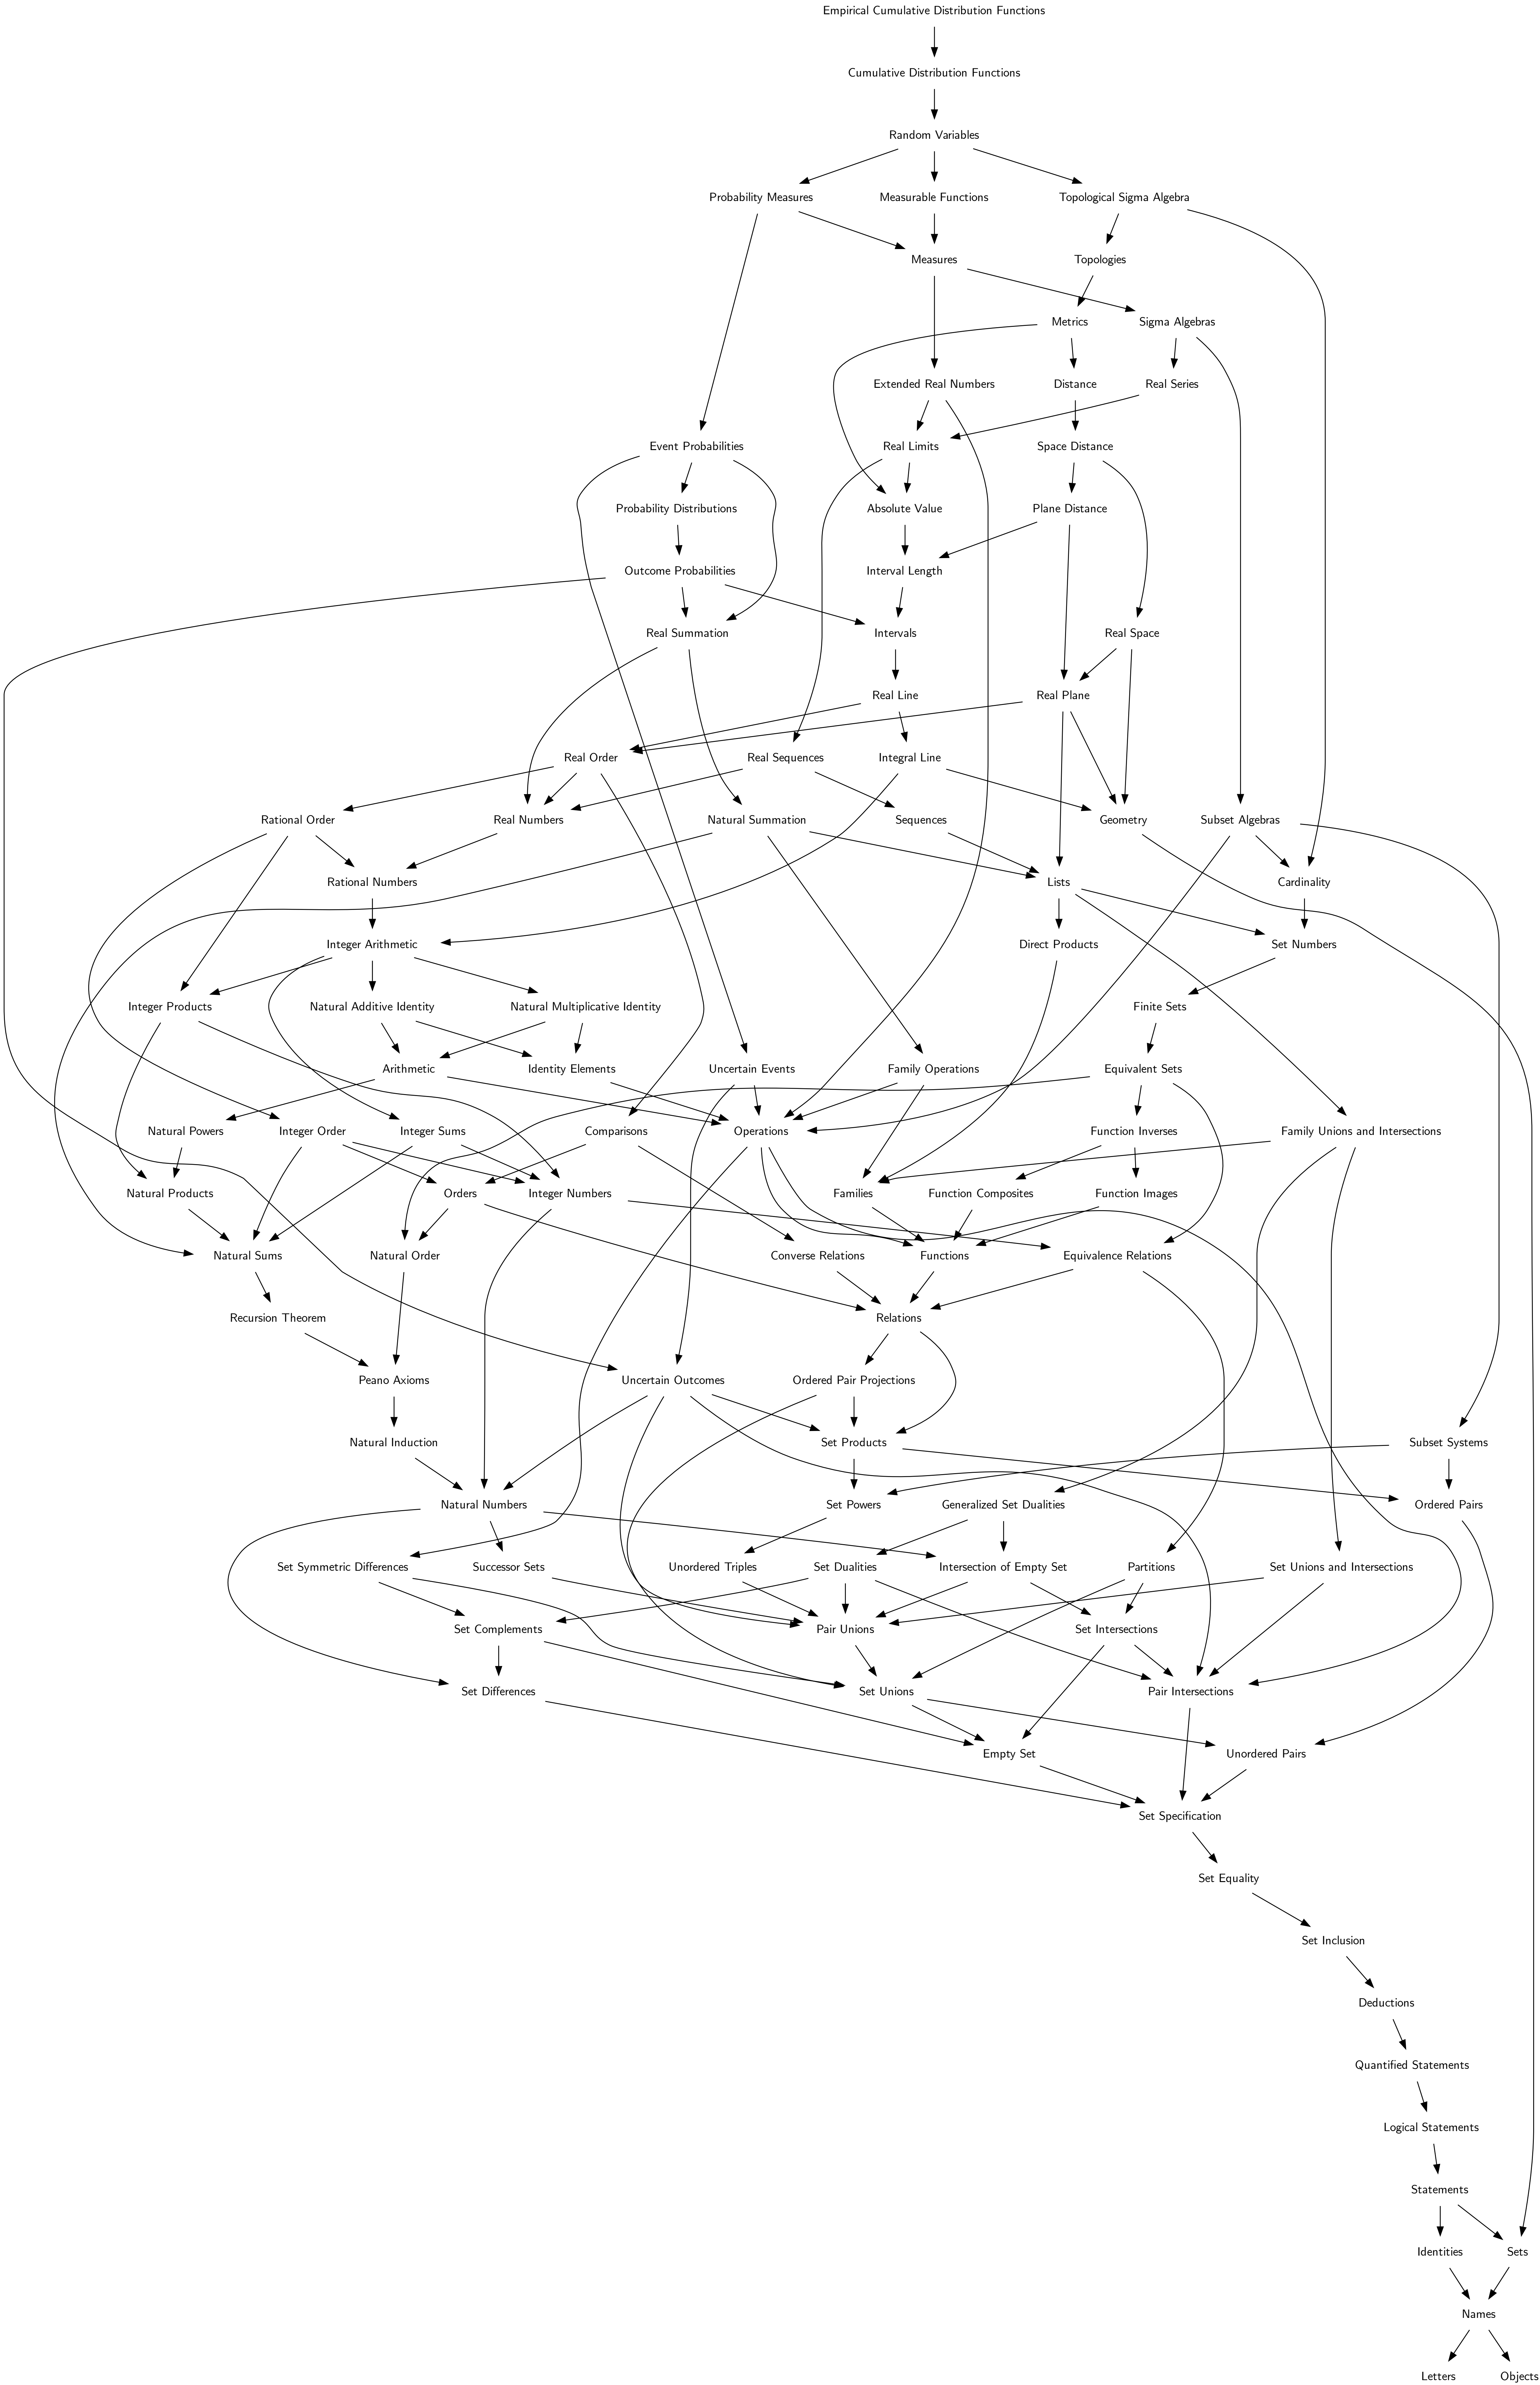 Empirical Cumulative Distribution Functions
Cumulative Distribution Functions
Random Variables
Probability Measures
Measurable Functions
Topological Sigma Algebra
Measures
Topologies
Metrics
Sigma Algebras
Extended Real Numbers
Distance
Real Series
Event Probabilities
Real Limits
Space Distance
Probability Distributions
Absolute Value
Plane Distance
Outcome Probabilities
Interval Length
Real Summation
Intervals
Real Space
Real Line
Real Plane
Real Order
Real Sequences
Integral Line
Rational Order
Real Numbers
Natural Summation
Sequences
Geometry
Subset Algebras
Rational Numbers
Lists
Cardinality
Integer Arithmetic
Direct Products
Set Numbers
Integer Products
Natural Additive Identity
Natural Multiplicative Identity
Finite Sets
Arithmetic
Identity Elements
Uncertain Events
Family Operations
Equivalent Sets
Natural Powers
Integer Order
Integer Sums
Comparisons
Operations
Function Inverses
Family Unions and Intersections
Natural Products
Orders
Integer Numbers
Families
Function Composites
Function Images
Natural Sums
Natural Order
Converse Relations
Functions
Equivalence Relations
Recursion Theorem
Relations
Peano Axioms
Uncertain Outcomes
Ordered Pair Projections
Natural Induction
Set Products
Subset Systems
Natural Numbers
Set Powers
Generalized Set Dualities
Ordered Pairs
Set Symmetric Differences
Successor Sets
Unordered Triples
Set Dualities
Intersection of Empty Set
Partitions
Set Unions and Intersections
Set Complements
Pair Unions
Set Intersections
Set Differences
Set Unions
Pair Intersections
Empty Set
Unordered Pairs
Set Specification
Set Equality
Set Inclusion
Deductions
Quantified Statements
Logical Statements
Statements
Identities
Sets
Names
Letters
Objects